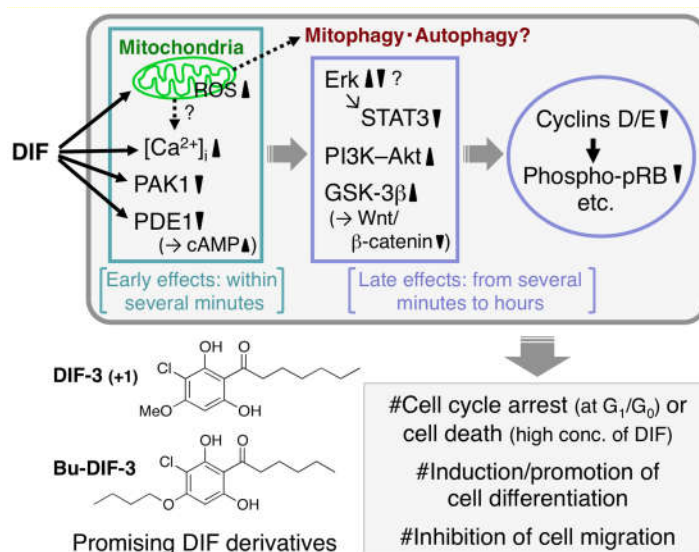 Mitophagy・Autophagy?
Mitochondria
ROS▲
?
DIF
[Ca²⁺]ᵢ ▲
PAK1▼
PDE1▼
(→ cAMP▲)
Erk▲▼?
↘STAT3▼
PI3K–Akt ▲
GSK-3β▲
(→ Wnt/
β-catenin▼)
Cyclins D/E▼
Phospho-pRB▼
etc.
[Early effects: within
several minutes]
[Late effects: from several
minutes to hours]
DIF-3 (+1)
OH O
Cl
MeO OH
Bu-DIF-3
OH O
Cl
O OH
Promising DIF derivatives
#Cell cycle arrest (at G₁/G₀) or
cell death (high conc. of DIF)
#Induction/promotion of
cell differentiation
#Inhibition of cell migration